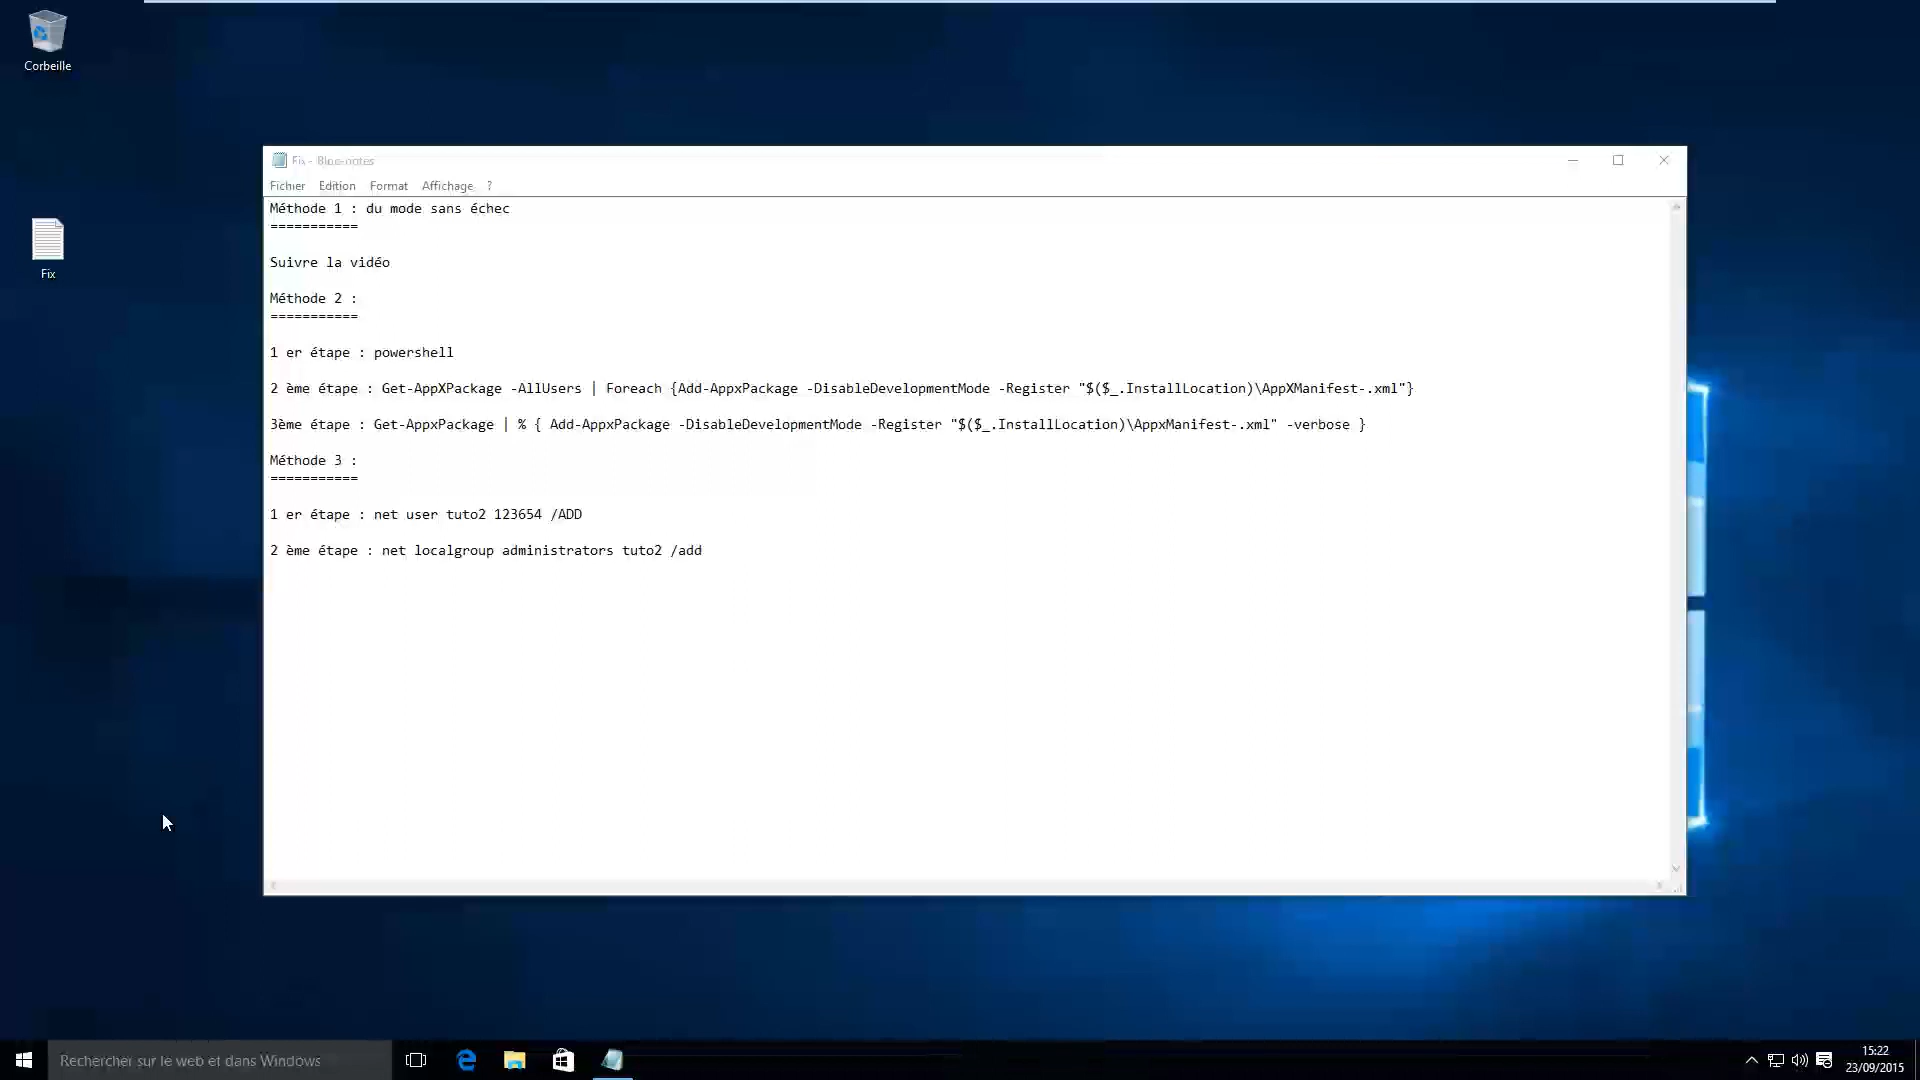 Corbeille
Fix
Fix - Bloc-notes
Fichier Edition Format Affichage ?
Méthode 1 : du mode sans échec
===========
Suivre la vidéo
Méthode 2 :
===========
1 er étape : powershell
2 ème étape : Get-AppXPackage -AllUsers | Foreach {Add-AppxPackage -DisableDevelopmentMode -Register "$($_.InstallLocation)\AppXManifest-.xml"}
3ème étape : Get-AppxPackage | % { Add-AppxPackage -DisableDevelopmentMode -Register "$($_.InstallLocation)\AppxManifest-.xml" -verbose }
Méthode 3 :
===========
1 er étape : net user tuto2 123654 /ADD
2 ème étape : net localgroup administrators tuto2 /add
Rechercher sur le web et dans Windows
15:22
23/09/2015